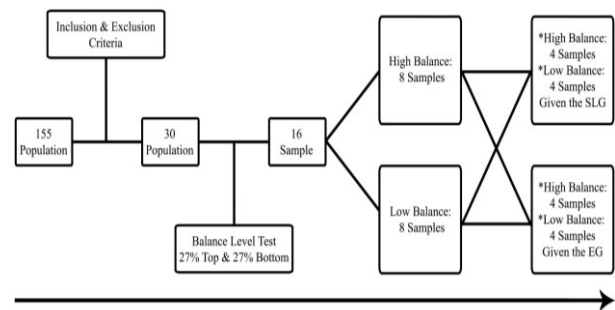 Inclusion & Exclusion
Criteria
155
Population
30
Population
Balance Level Test
27% Top & 27% Bottom
16
Sample
High Balance:
8 Samples
Low Balance:
8 Samples
*High Balance:
4 Samples
*Low Balance:
4 Samples
Given the SLG
*High Balance:
4 Samples
*Low Balance:
4 Samples
Given the EG